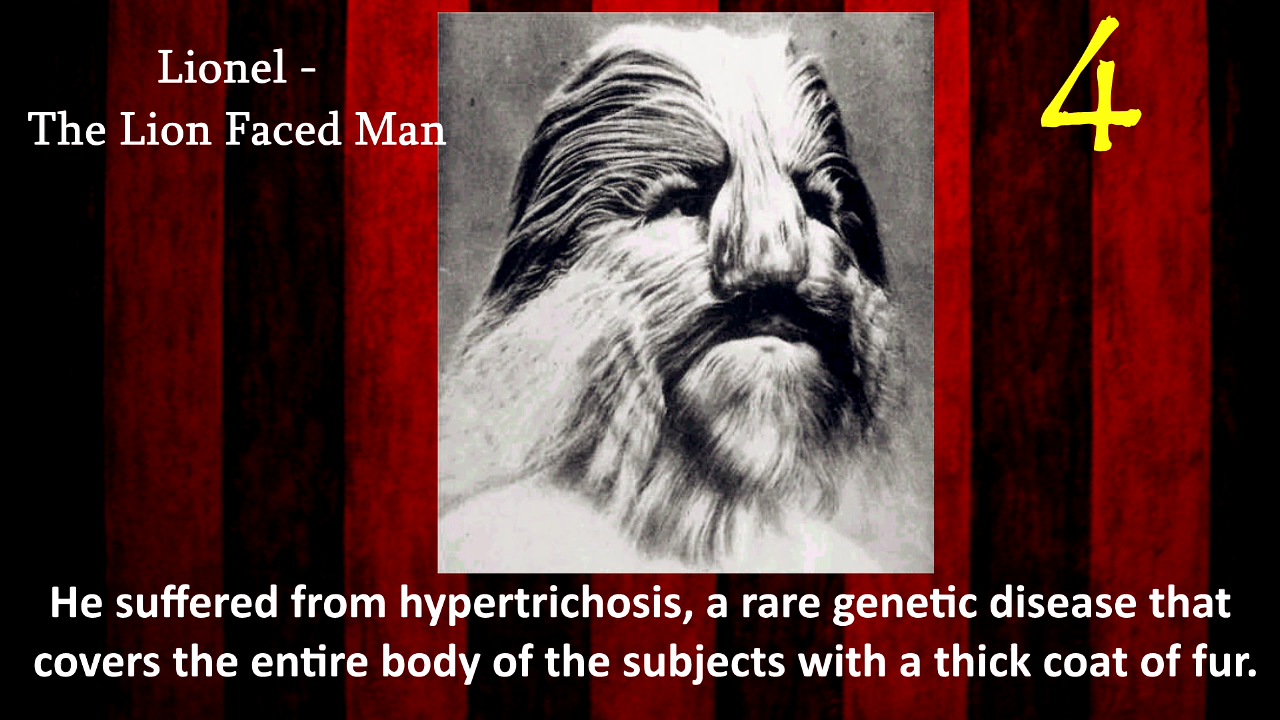 Lionel -
The Lion Faced Man
4
He suffered from hypertrichosis, a rare genetic disease that
covers the entire body of the subjects with a thick coat of fur.